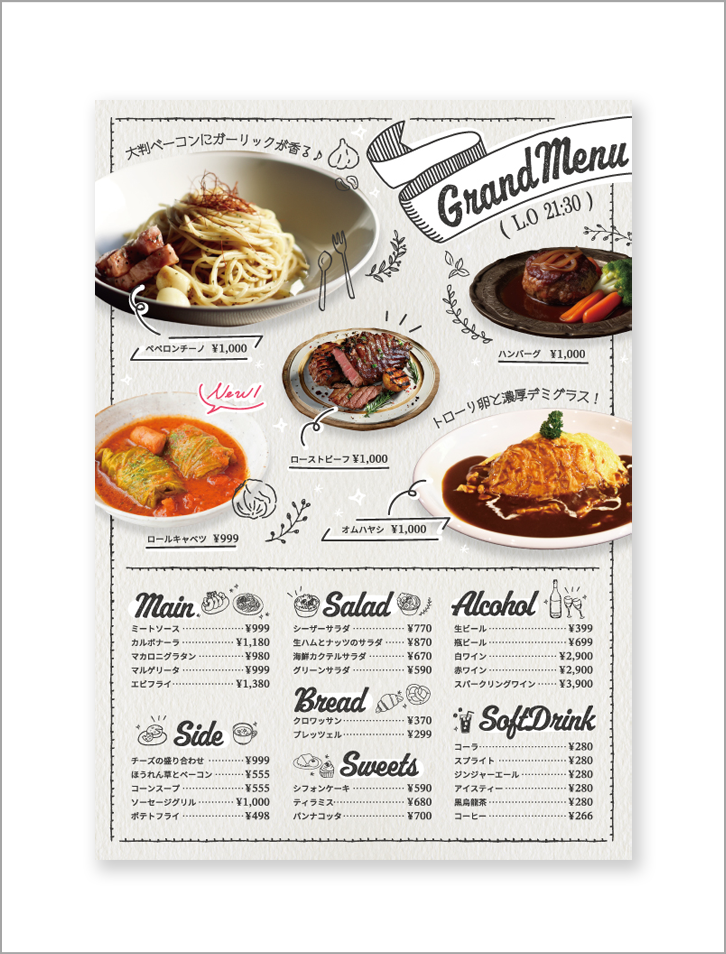 大判ベーコンにガーリックが香る♪
GrandMenu
( L.O 21:30 )
ペペロンチーノ ¥1,000
ハンバーグ ¥1,000
New!
ローストビーフ ¥1,000
トローリ卵と濃厚デミグラス！
ロールキャベツ ¥999
オムハヤシ ¥1,000
Main
ミートソース ¥999
カルボナーラ ¥1,180
マカロニグラタン ¥980
マルゲリータ ¥999
エビフライ ¥1,380
Side
チーズの盛り合わせ ¥999
ほうれん草とベーコン ¥555
コーンスープ ¥555
ソーセージグリル ¥1,000
ポテトフライ ¥498
Salad
シーザーサラダ ¥770
生ハムとナッツのサラダ ¥870
海鮮カクテルサラダ ¥670
グリーンサラダ ¥590
Bread
クロワッサン ¥370
プレッツェル ¥299
Sweets
シフォンケーキ ¥590
ティラミス ¥680
パンナコッタ ¥700
Alcohol
生ビール ¥399
瓶ビール ¥699
白ワイン ¥2,900
赤ワイン ¥2,900
スパークリングワイン ¥3,900
SoftDrink
コーラ ¥280
スプライト ¥280
ジンジャーエール ¥280
アイスティー ¥280
黒烏龍茶 ¥280
コーヒー ¥266